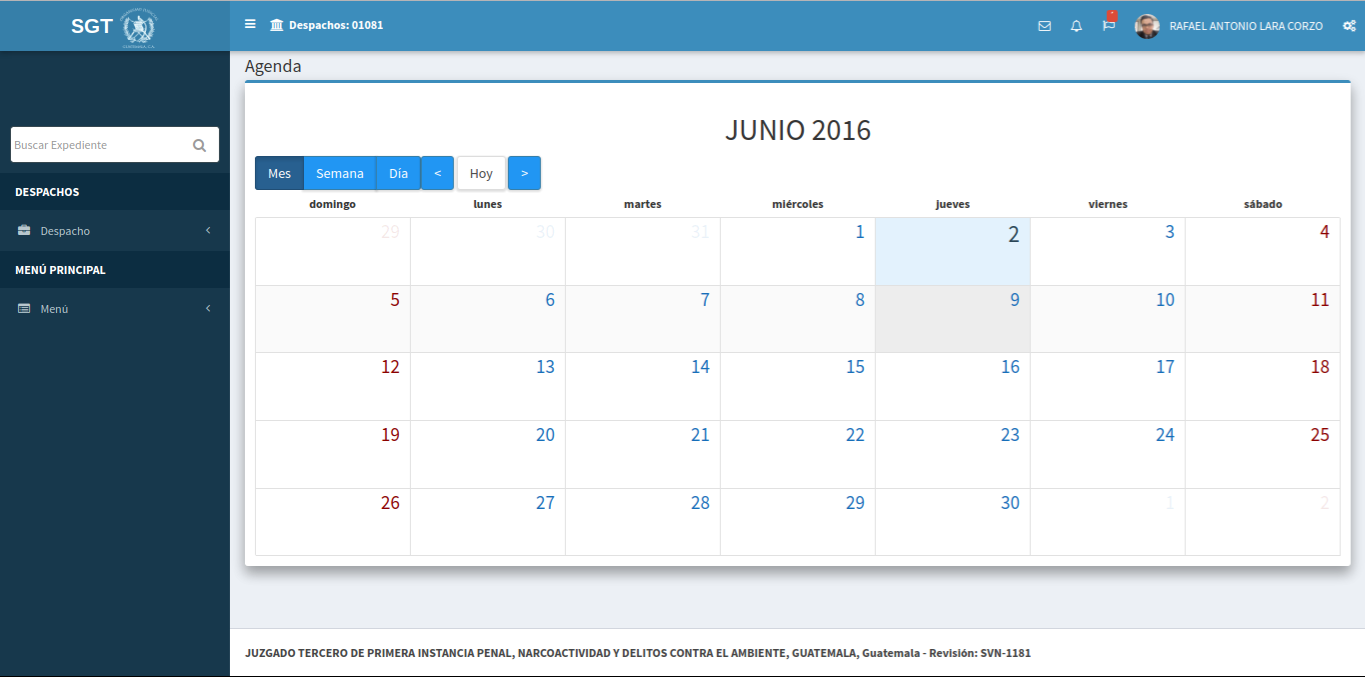 SGT
Despachos: 01081
RAFAEL ANTONIO LARA CORZO
Agenda
Buscar Expediente
DESPACHOS
Despacho
MENÚ PRINCIPAL
Menú
JUNIO 2016
Mes Semana Día < Hoy >
domingo lunes martes miércoles jueves viernes sábado
29 30 31 1 2 3 4
5 6 7 8 9 10 11
12 13 14 15 16 17 18
19 20 21 22 23 24 25
26 27 28 29 30 1 2
JUZGADO TERCERO DE PRIMERA INSTANCIA PENAL, NARCOACTIVIDAD Y DELITOS CONTRA EL AMBIENTE, GUATEMALA, Guatemala - Revisión: SVN-1181